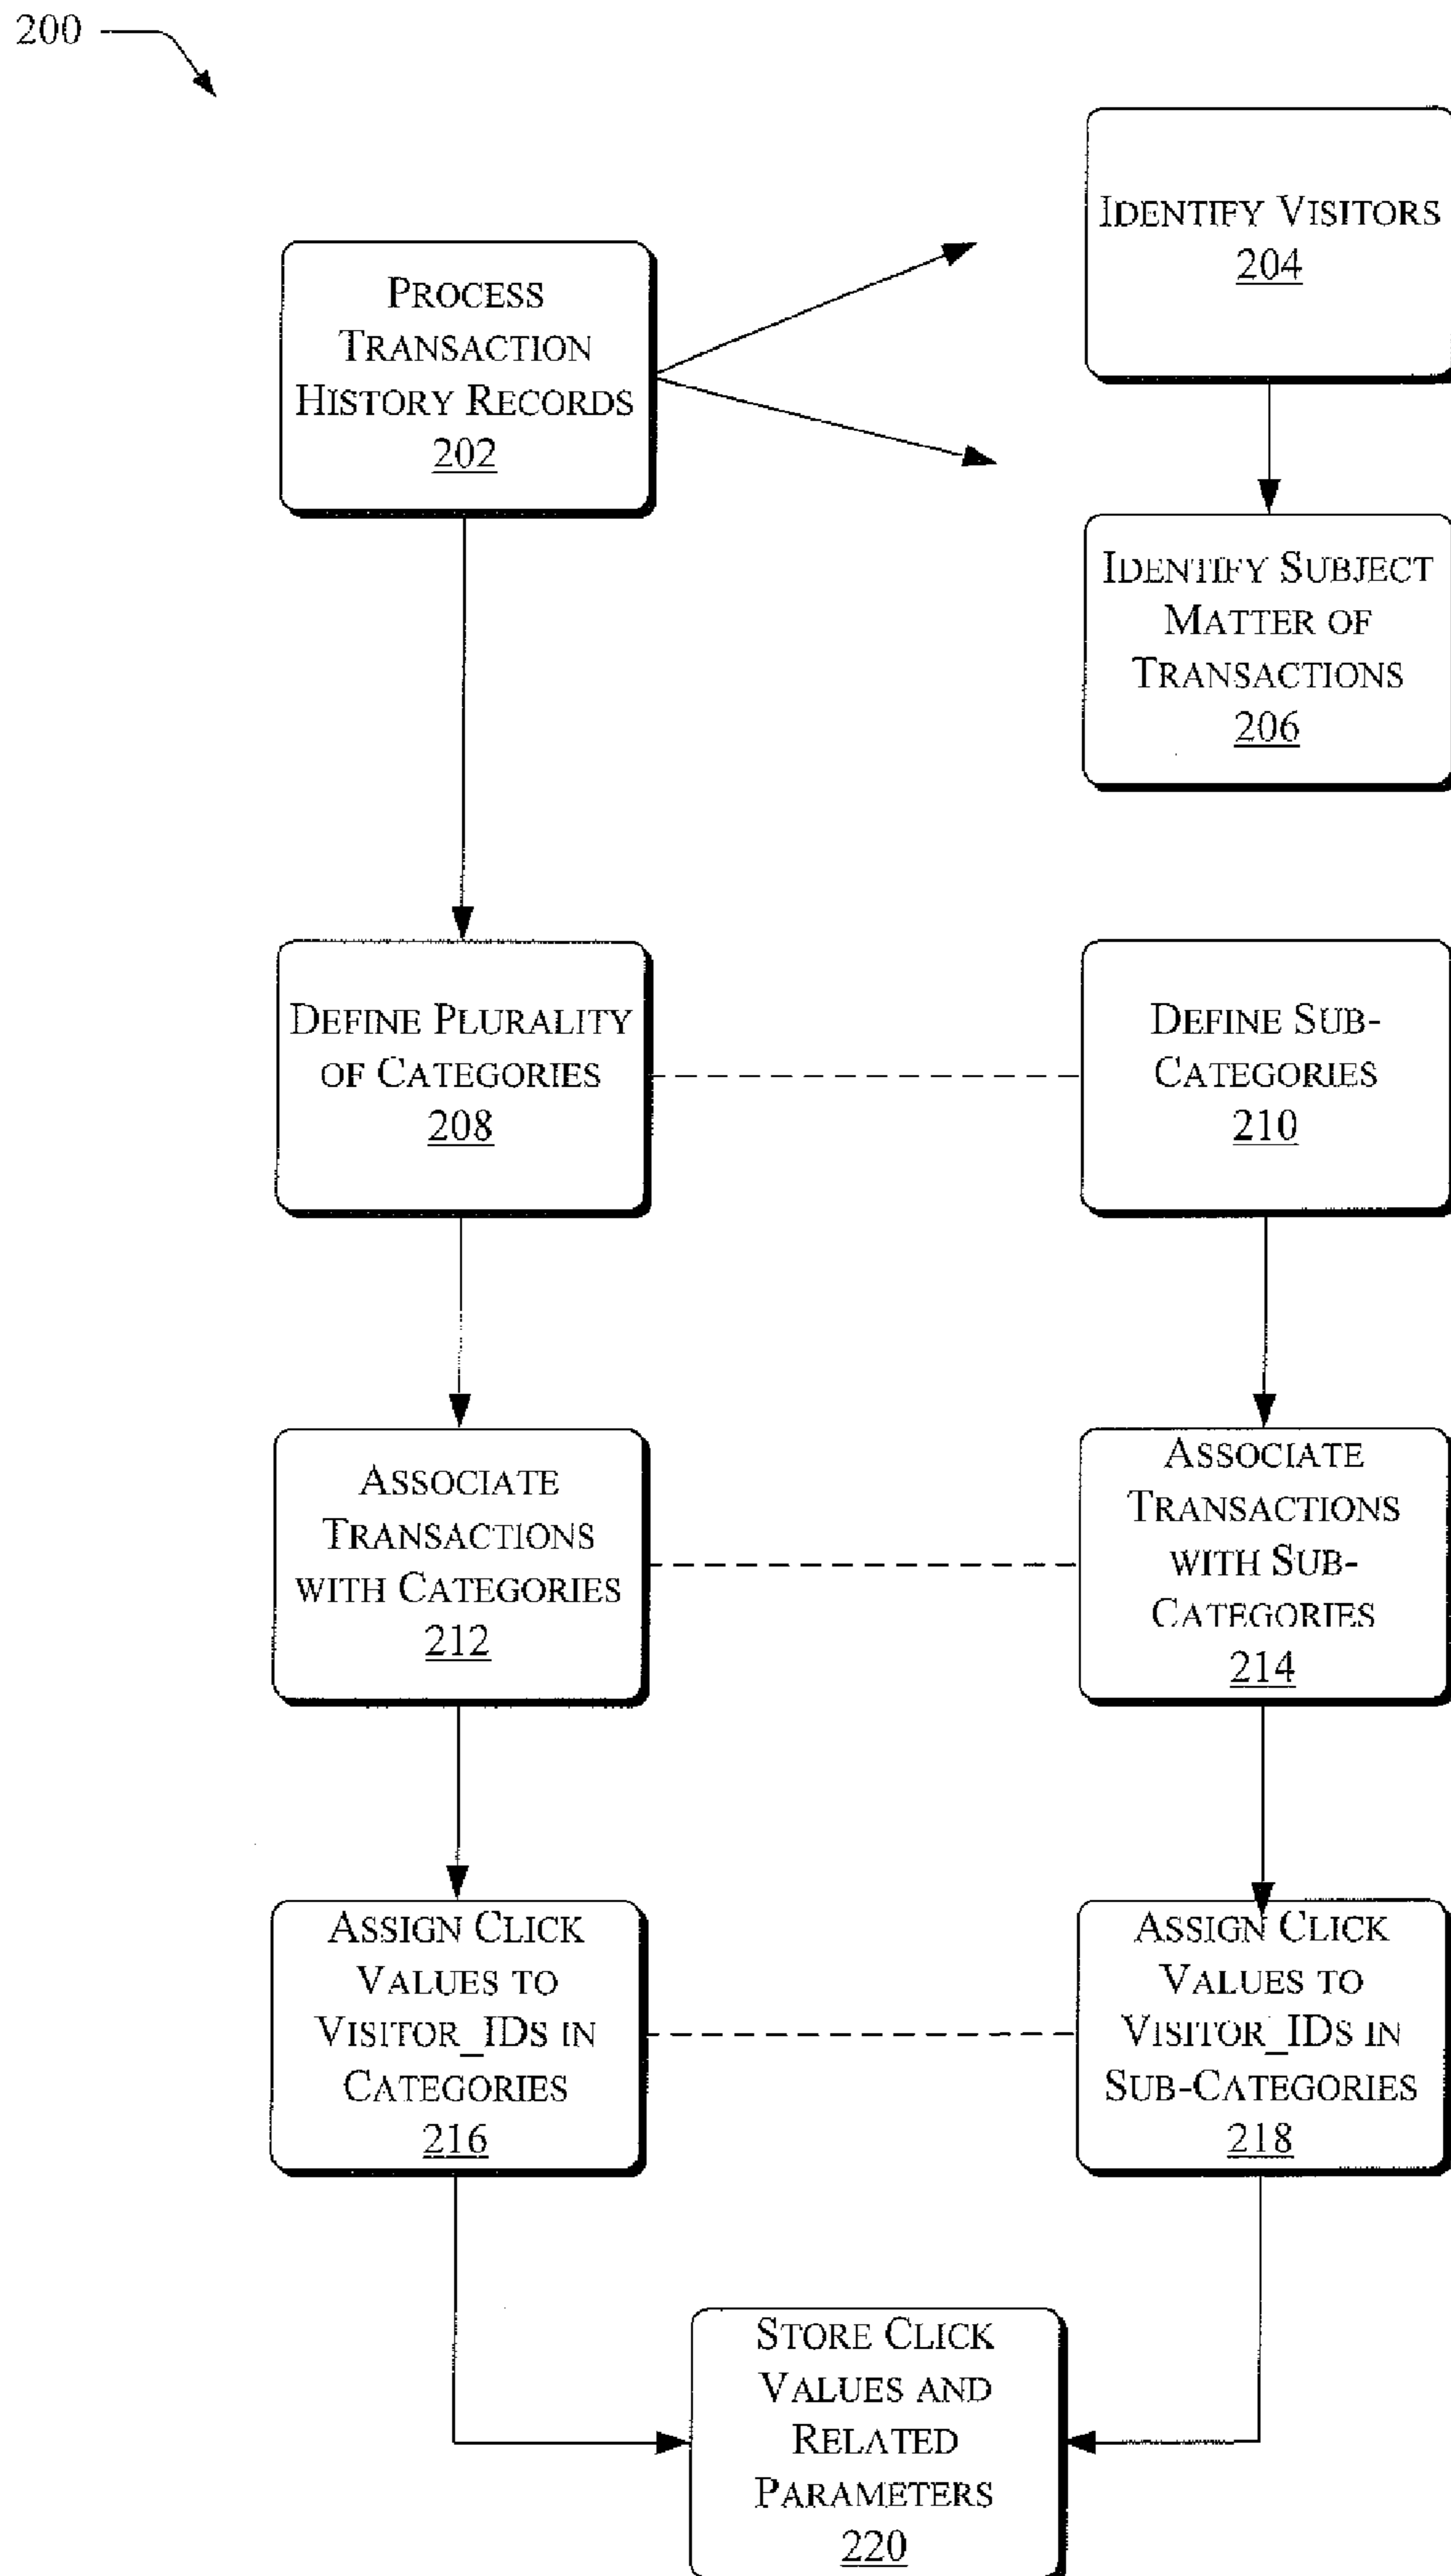 200
IDENTIFY VISITORS
204
PROCESS
TRANSACTION
HISTORY RECORDS
202
IDENTIFY SUBJECT
MATTER OF
TRANSACTIONS
206
DEFINE PLURALITY
OF CATEGORIES
208
DEFINE SUB-
CATEGORIES
210
ASSOCIATE
TRANSACTIONS
WITH CATEGORIES
212
ASSOCIATE
TRANSACTIONS
WITH SUB-
CATEGORIES
214
ASSIGN CLICK
VALUES TO
VISITOR_IDS IN
CATEGORIES
216
ASSIGN CLICK
VALUES TO
VISITOR_IDS IN
SUB-CATEGORIES
218
STORE CLICK
VALUES AND
RELATED
PARAMETERS
220